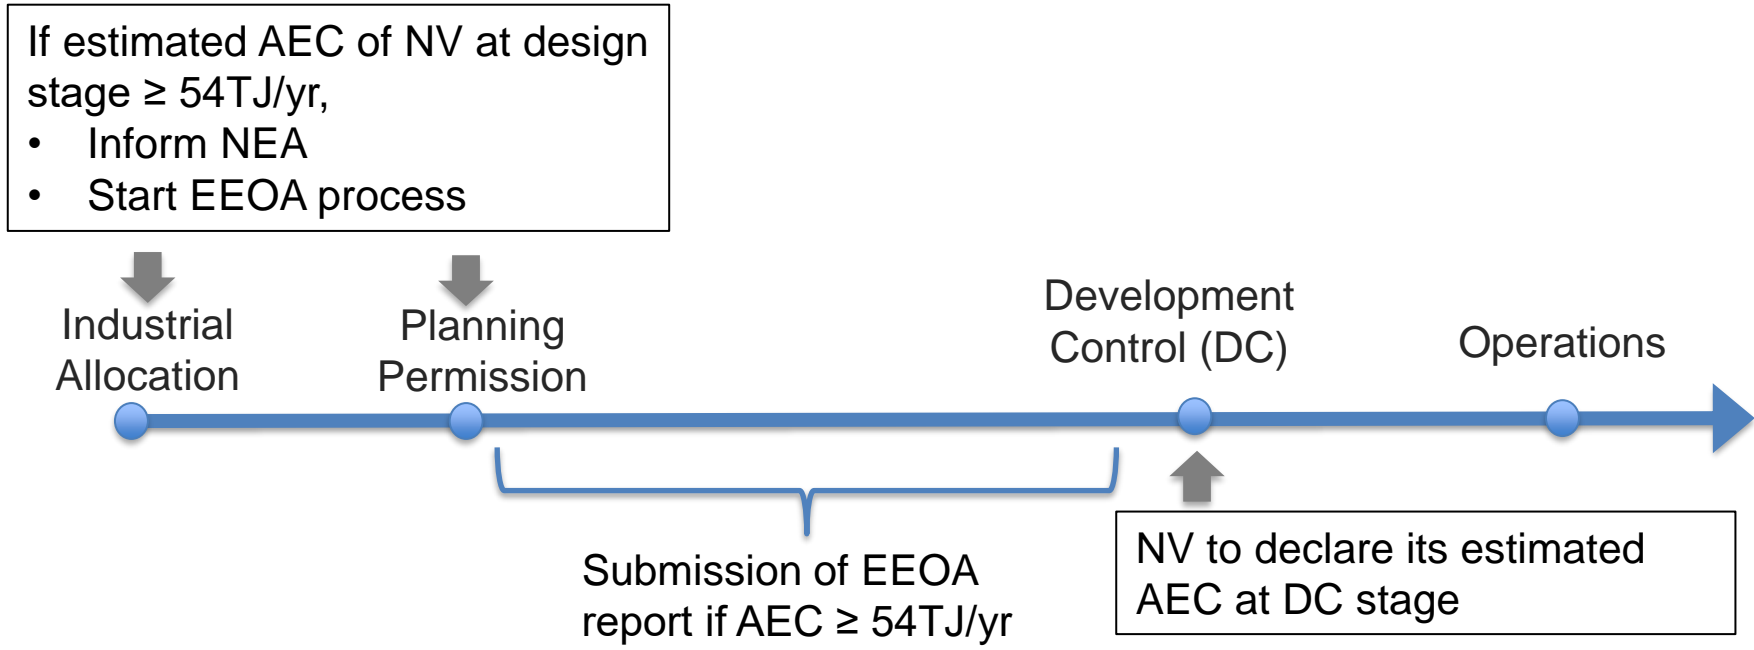 If estimated AEC of NV at design
stage ≥ 54TJ/yr,
• Inform NEA
• Start EEOA process
Industrial
Allocation
Planning
Permission
Development
Control (DC)
Operations
Submission of EEOA
report if AEC ≥ 54TJ/yr
NV to declare its estimated
AEC at DC stage